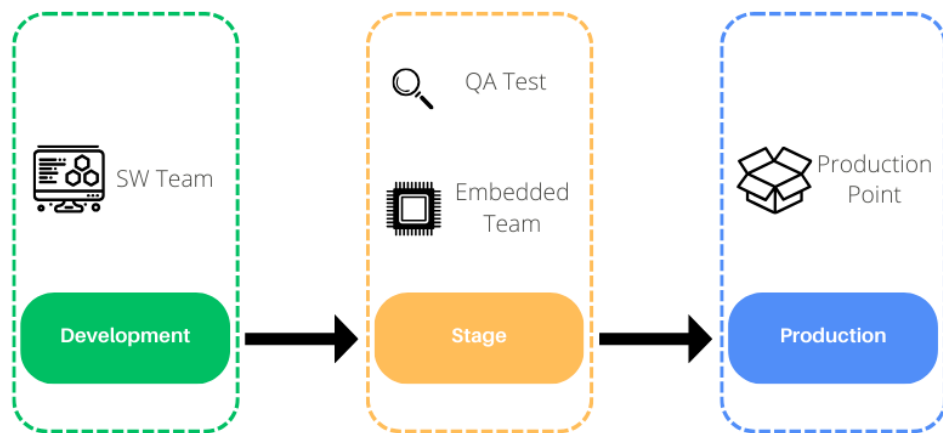 SW Team
Development
QA Test
Embedded
Team
Stage
Production
Point
Production